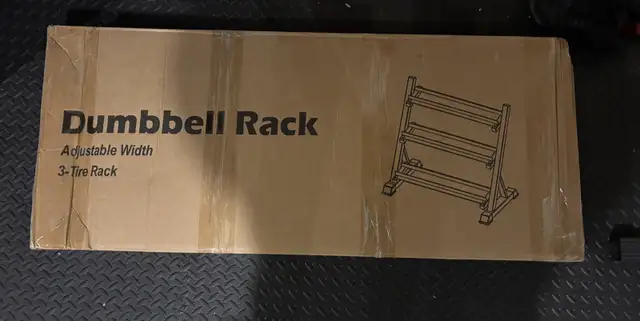 Dumbbell Rack
Adjustable Width
3-Tire Rack